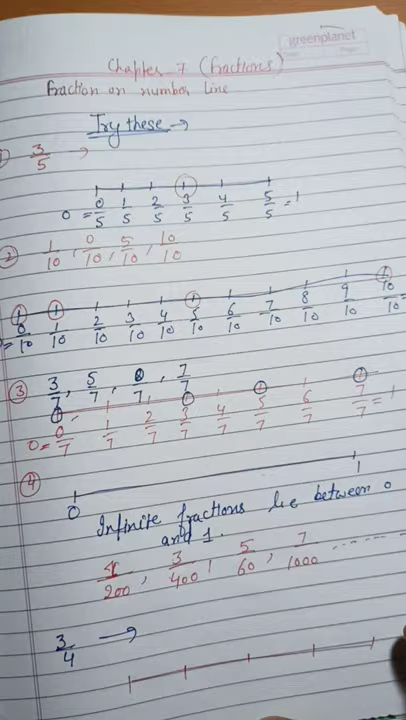 greenplanet
Chapter - 7 (fractions)
Fraction on number line
Try these →
1) 3/5 →
0 = 0/5 1/5 2/5 3/5 4/5 5/5 = 1
2) 1/10, 0/10, 5/10, 10/10
0/10 1/10 2/10 3/10 4/10 5/10 6/10 7/10 8/10 9/10 10/10 =
3) 3/7, 5/7, 0/7, 7/7
0 = 0/7 1/7 2/7 3/7 4/7 5/7 6/7 7/7 = 1
4)
0 1
Infinite fractions lie between 0
and 1.
1/200, 3/400, 5/60, 7/1000 ------
3/4 →